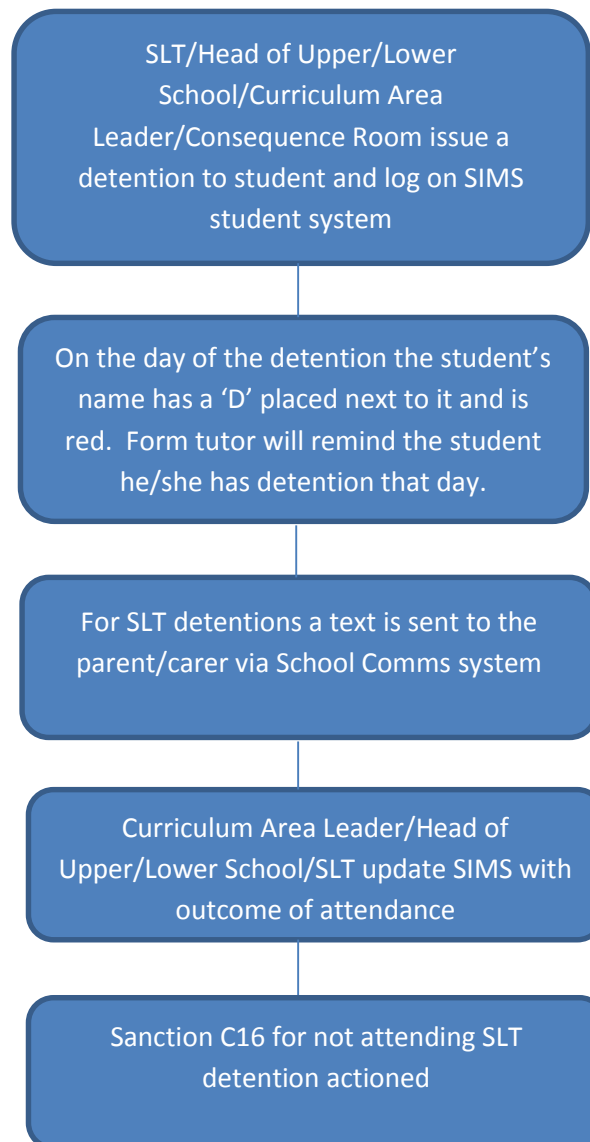 SLT/Head of Upper/Lower
School/Curriculum Area
Leader/Consequence Room issue a
detention to student and log on SIMS
student system
On the day of the detention the student’s
name has a ‘D’ placed next to it and is
red.  Form tutor will remind the student
he/she has detention that day.
For SLT detentions a text is sent to the
parent/carer via School Comms system
Curriculum Area Leader/Head of
Upper/Lower School/SLT update SIMS with
outcome of attendance
Sanction C16 for not attending SLT
detention actioned